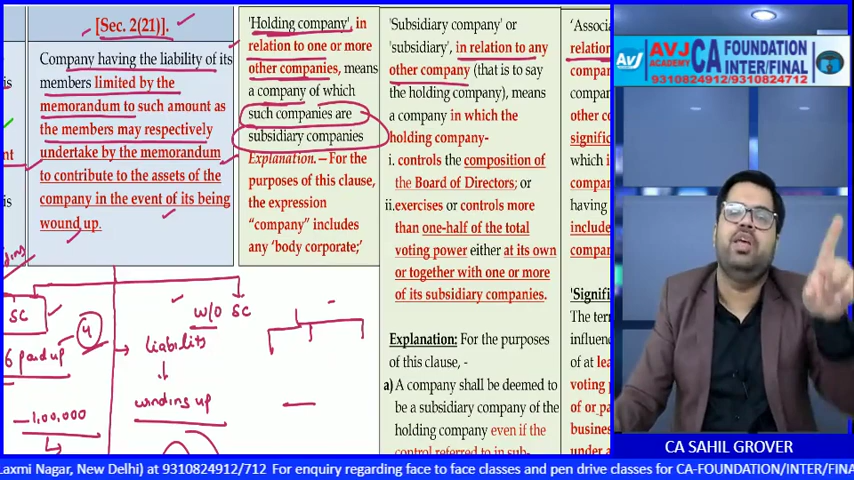 [Sec. 2(21)].
Company having the liability of its
members limited by the
memorandum to such amount as
the members may respectively
undertake by the memorandum
to contribute to the assets of the
company in the event of its being
wound up.
'Holding company', in
relation to one or more
other companies, means
a company of which
such companies are
subsidiary companies
Explanation.—For the
purposes of this clause,
the expression
"company" includes
any 'body corporate;'
'Subsidiary company' or
'subsidiary', in relation to any
other company (that is to say
the holding company), means
a company in which the
holding company-
i. controls the composition of
the Board of Directors; or
ii. exercises or controls more
than one-half of the total
voting power either at its own
or together with one or more
of its subsidiary companies.
Explanation: For the purposes
of this clause, -
a) A company shall be deemed to
be a subsidiary company of the
holding company even if the
control referred to in sub-
'Associ
relation
compan
other co
signific
which i
compan
having
include
compan
'Signifi
The term
influenc
of at lea
voting p
of or pa
busines
under a
SC
w/o SC
6 paid up
4
1,00,000
liability
winding up
AVJ
AVJ
ACADEMY
CA FOUNDATION
INTER/FINAL
9310824912/9310824712
CA SAHIL GROVER
Laxmi Nagar, New Delhi) at 9310824912/712 For enquiry regarding face to face classes and pen drive classes for CA-FOUNDATION/INTER/FINA